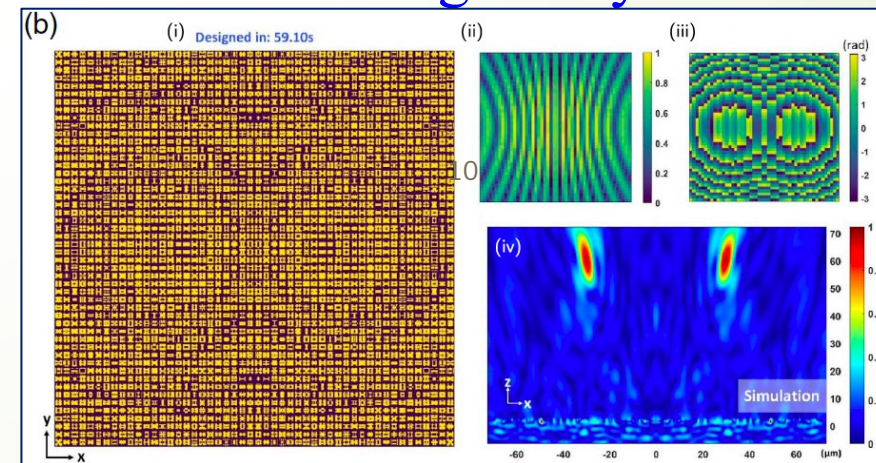 (b)
(i) Designed in: 59.10s
(ii)
(iii)
(rad)
1
0.8
0.6
0.4
0.2
0
3
2
1
0
-1
-2
-3
10
y
x
(iv)
z
x
Simulation
70
60
50
40
30
20
10
0
-60 -40 -20 0 20 40 60 (μm)
1
0